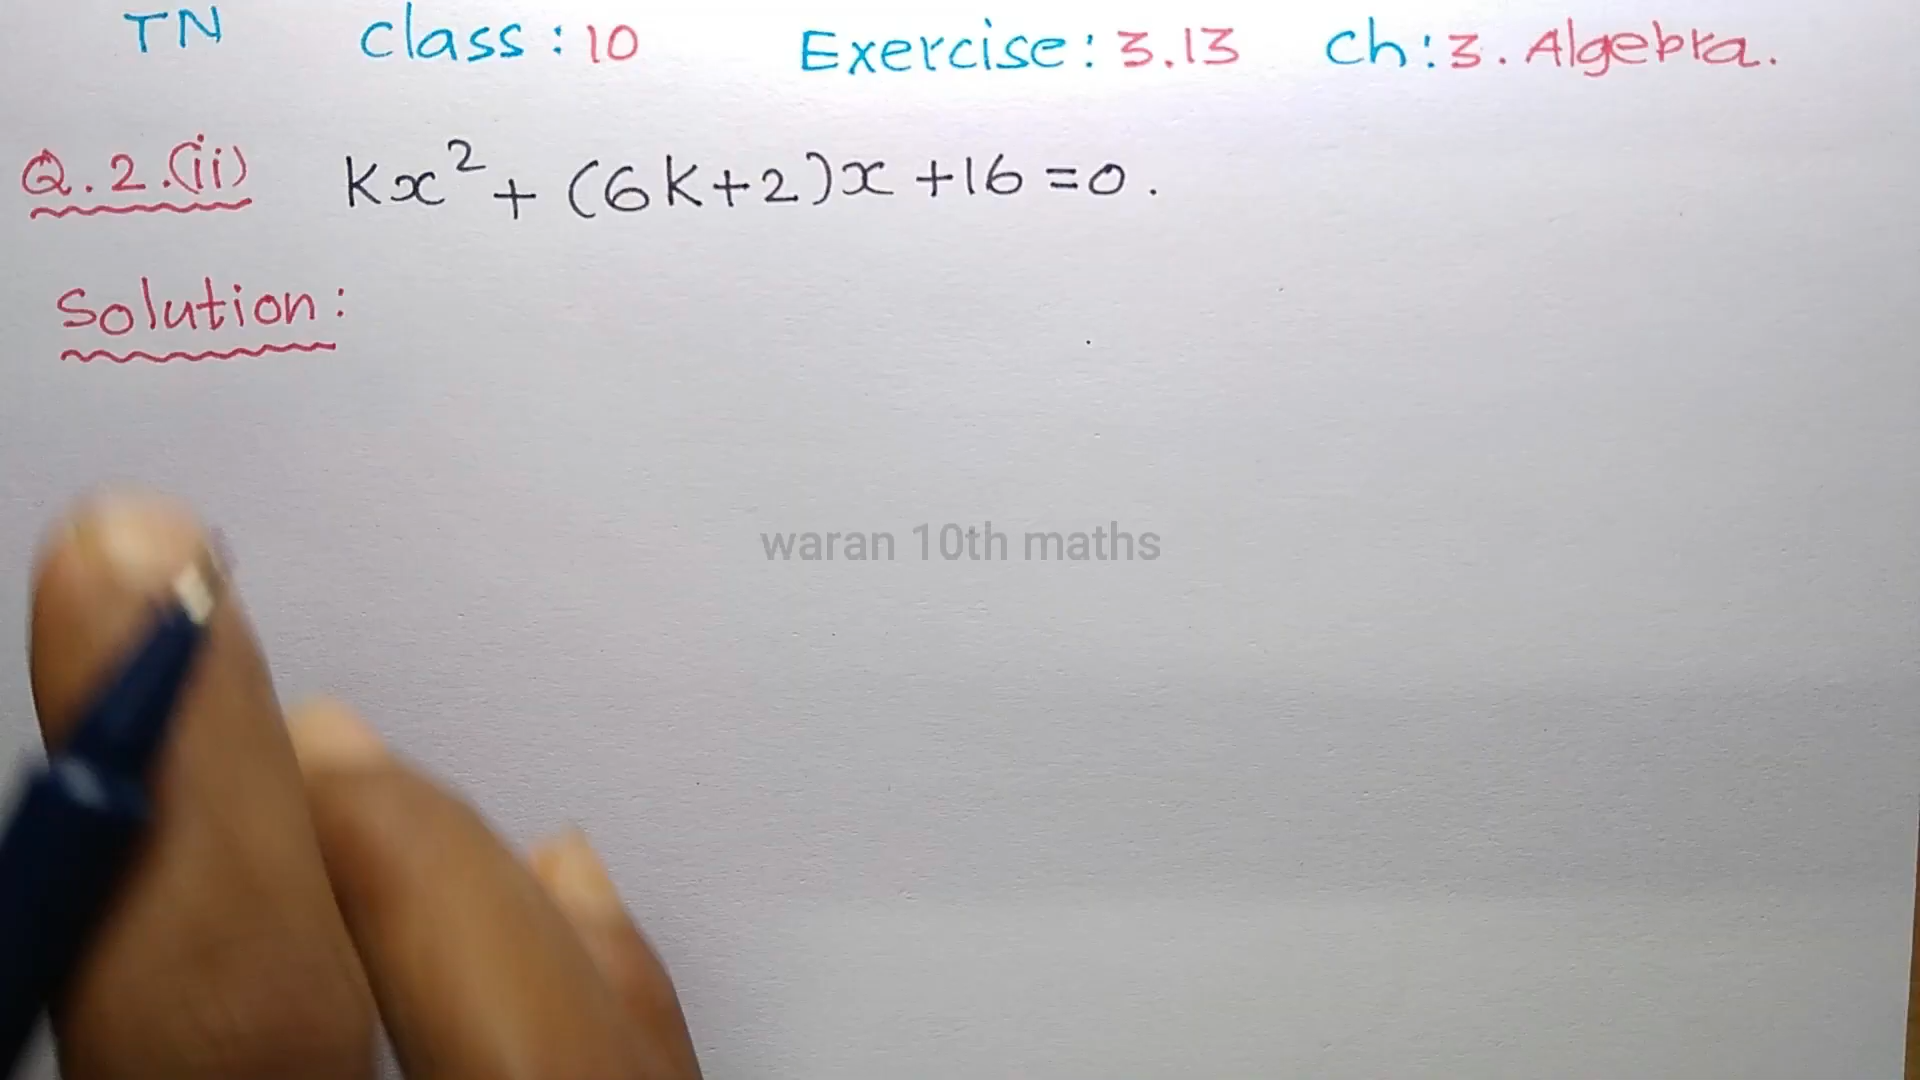 TN Class : 10 Exercise : 3.13 Ch : 3. Algebra.
Q. 2.(ii) Kx² + (6K+2)x +16 =0.
Solution :
waran 10th maths